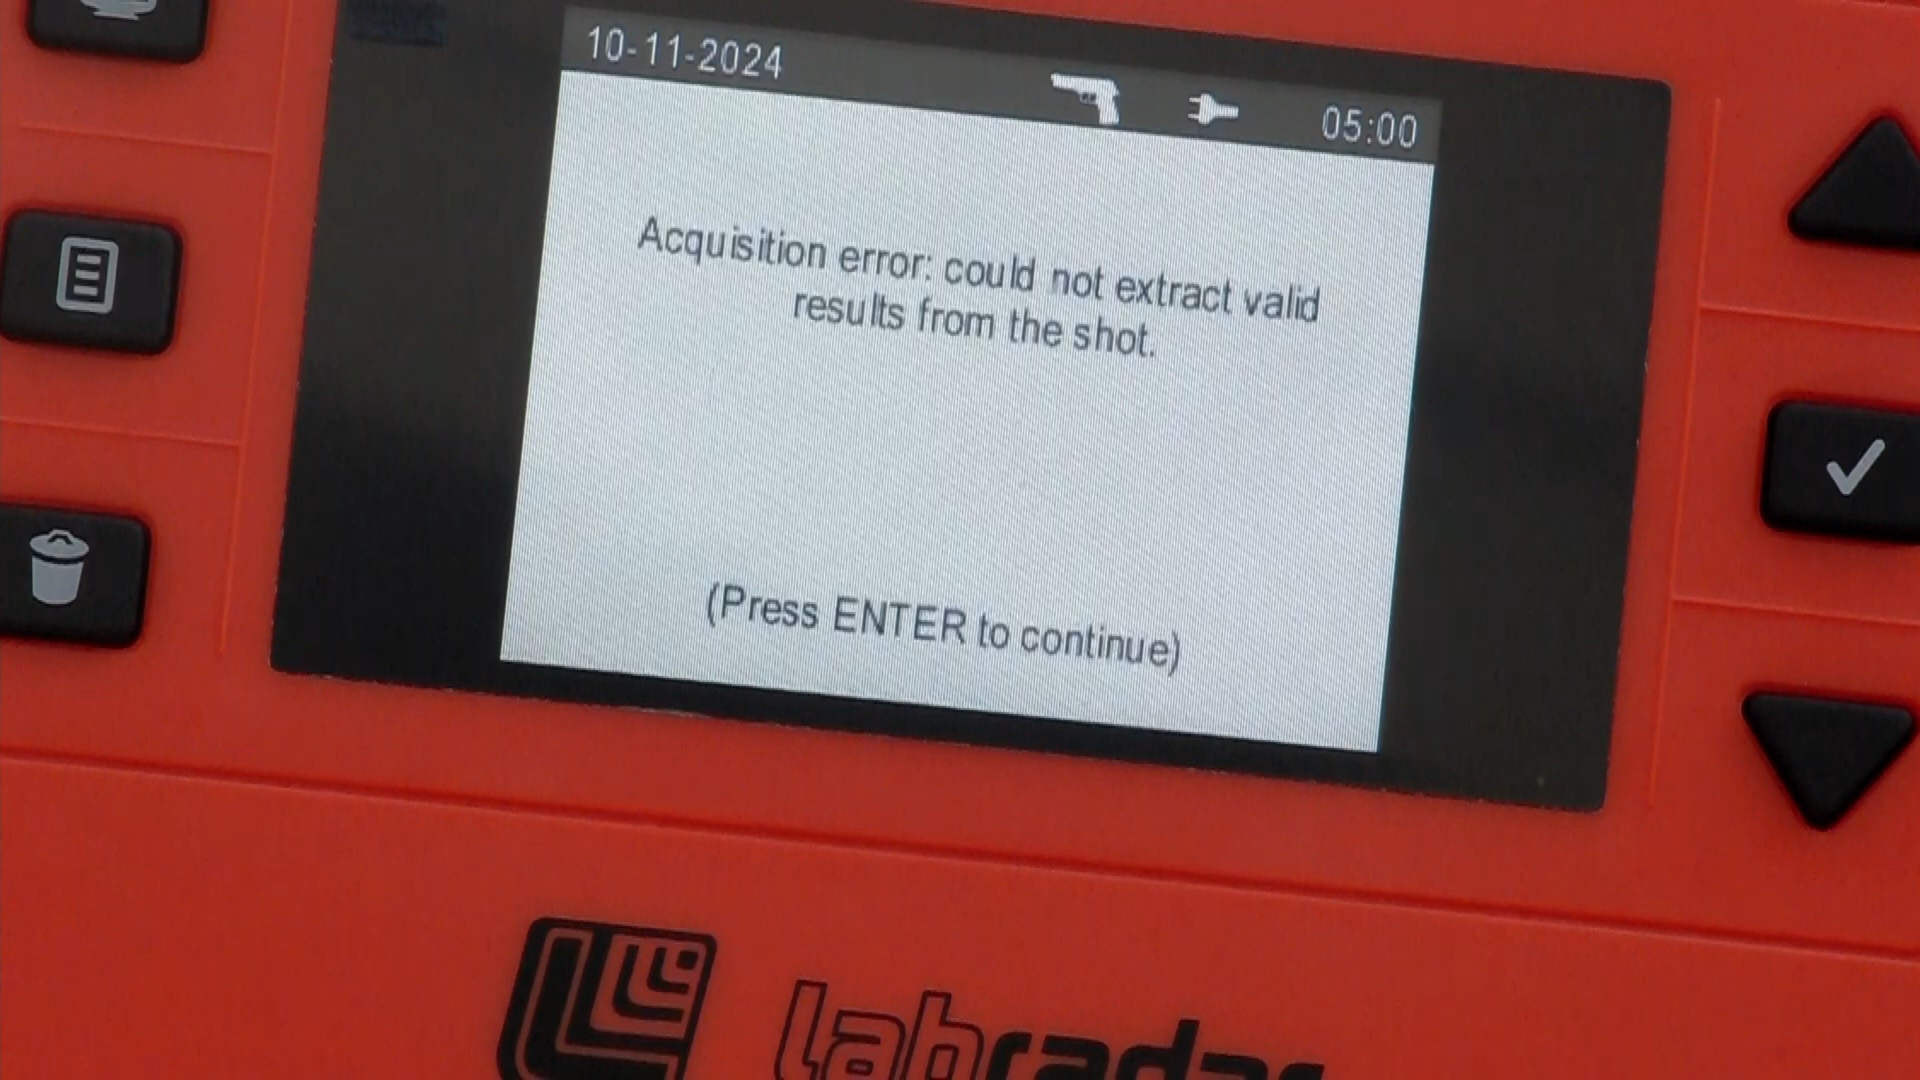 10-11-2024
05:00
Acquisition error: could not extract valid
results from the shot.
(Press ENTER to continue)
labradar